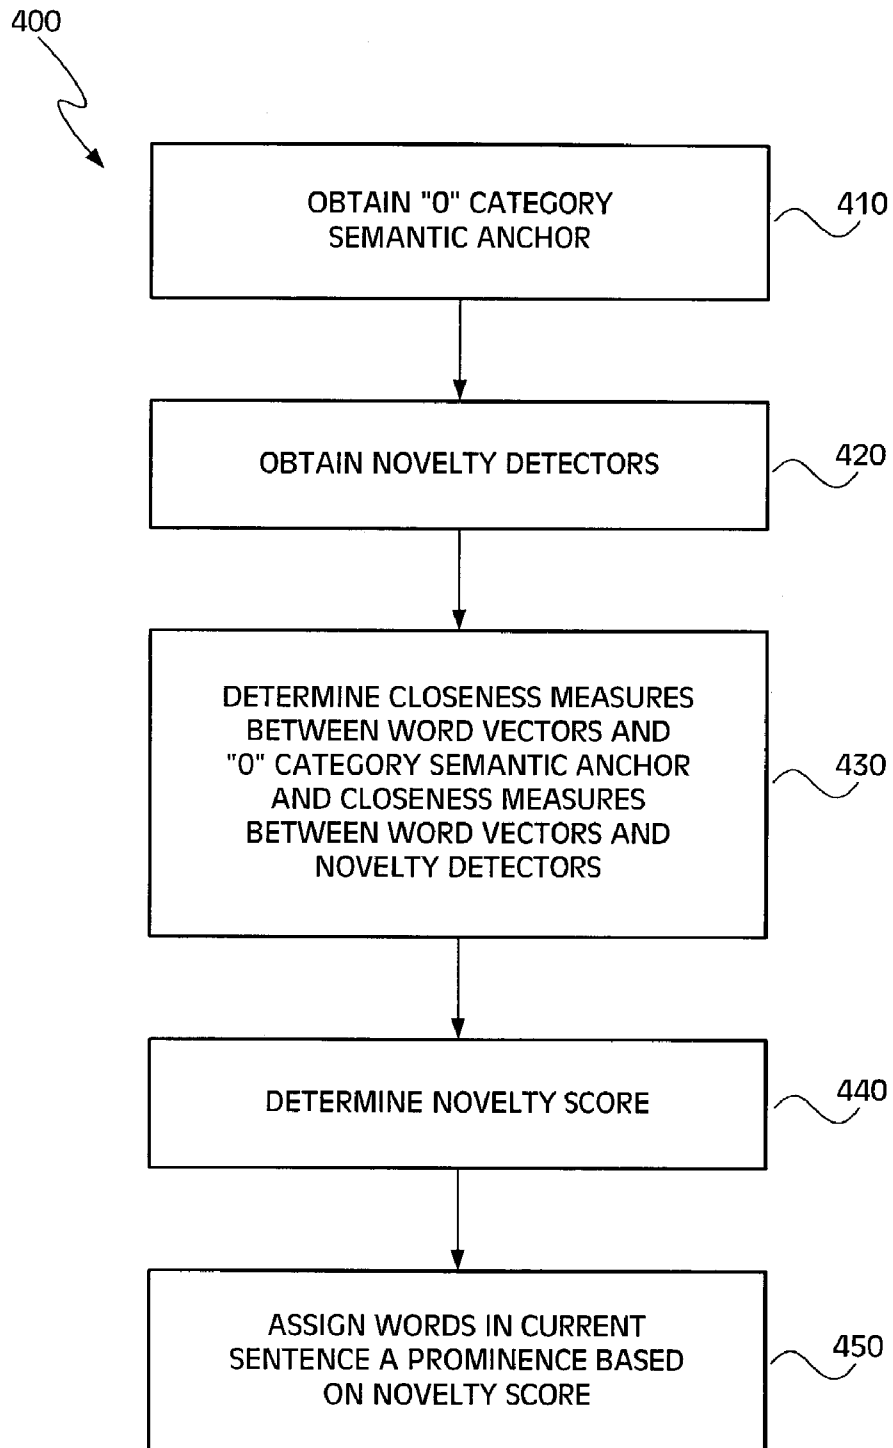 400
OBTAIN "0" CATEGORY
SEMANTIC ANCHOR
410
OBTAIN NOVELTY DETECTORS
420
DETERMINE CLOSENESS MEASURES
BETWEEN WORD VECTORS AND
"0" CATEGORY SEMANTIC ANCHOR
AND CLOSENESS MEASURES
BETWEEN WORD VECTORS AND
NOVELTY DETECTORS
430
DETERMINE NOVELTY SCORE
440
ASSIGN WORDS IN CURRENT
SENTENCE A PROMINENCE BASED
ON NOVELTY SCORE
450